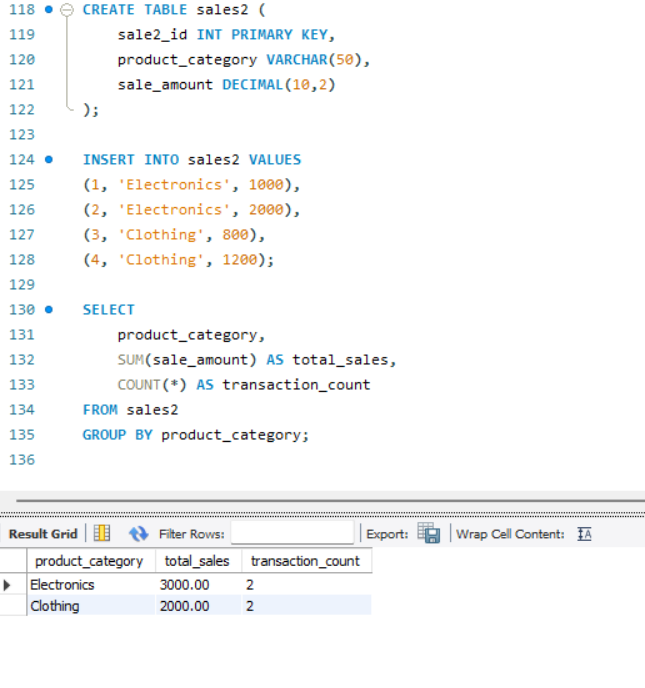 118 CREATE TABLE sales2 (
119 sale2_id INT PRIMARY KEY,
120 product_category VARCHAR(50),
121 sale_amount DECIMAL(10,2)
122 );
123
124 INSERT INTO sales2 VALUES
125 (1, 'Electronics', 1000),
126 (2, 'Electronics', 2000),
127 (3, 'Clothing', 800),
128 (4, 'Clothing', 1200);
129
130 SELECT
131 product_category,
132 SUM(sale_amount) AS total_sales,
133 COUNT(*) AS transaction_count
134 FROM sales2
135 GROUP BY product_category;
136
Result Grid Filter Rows: Export: Wrap Cell Content: IA
product_category total_sales transaction_count
Electronics 3000.00 2
Clothing 2000.00 2